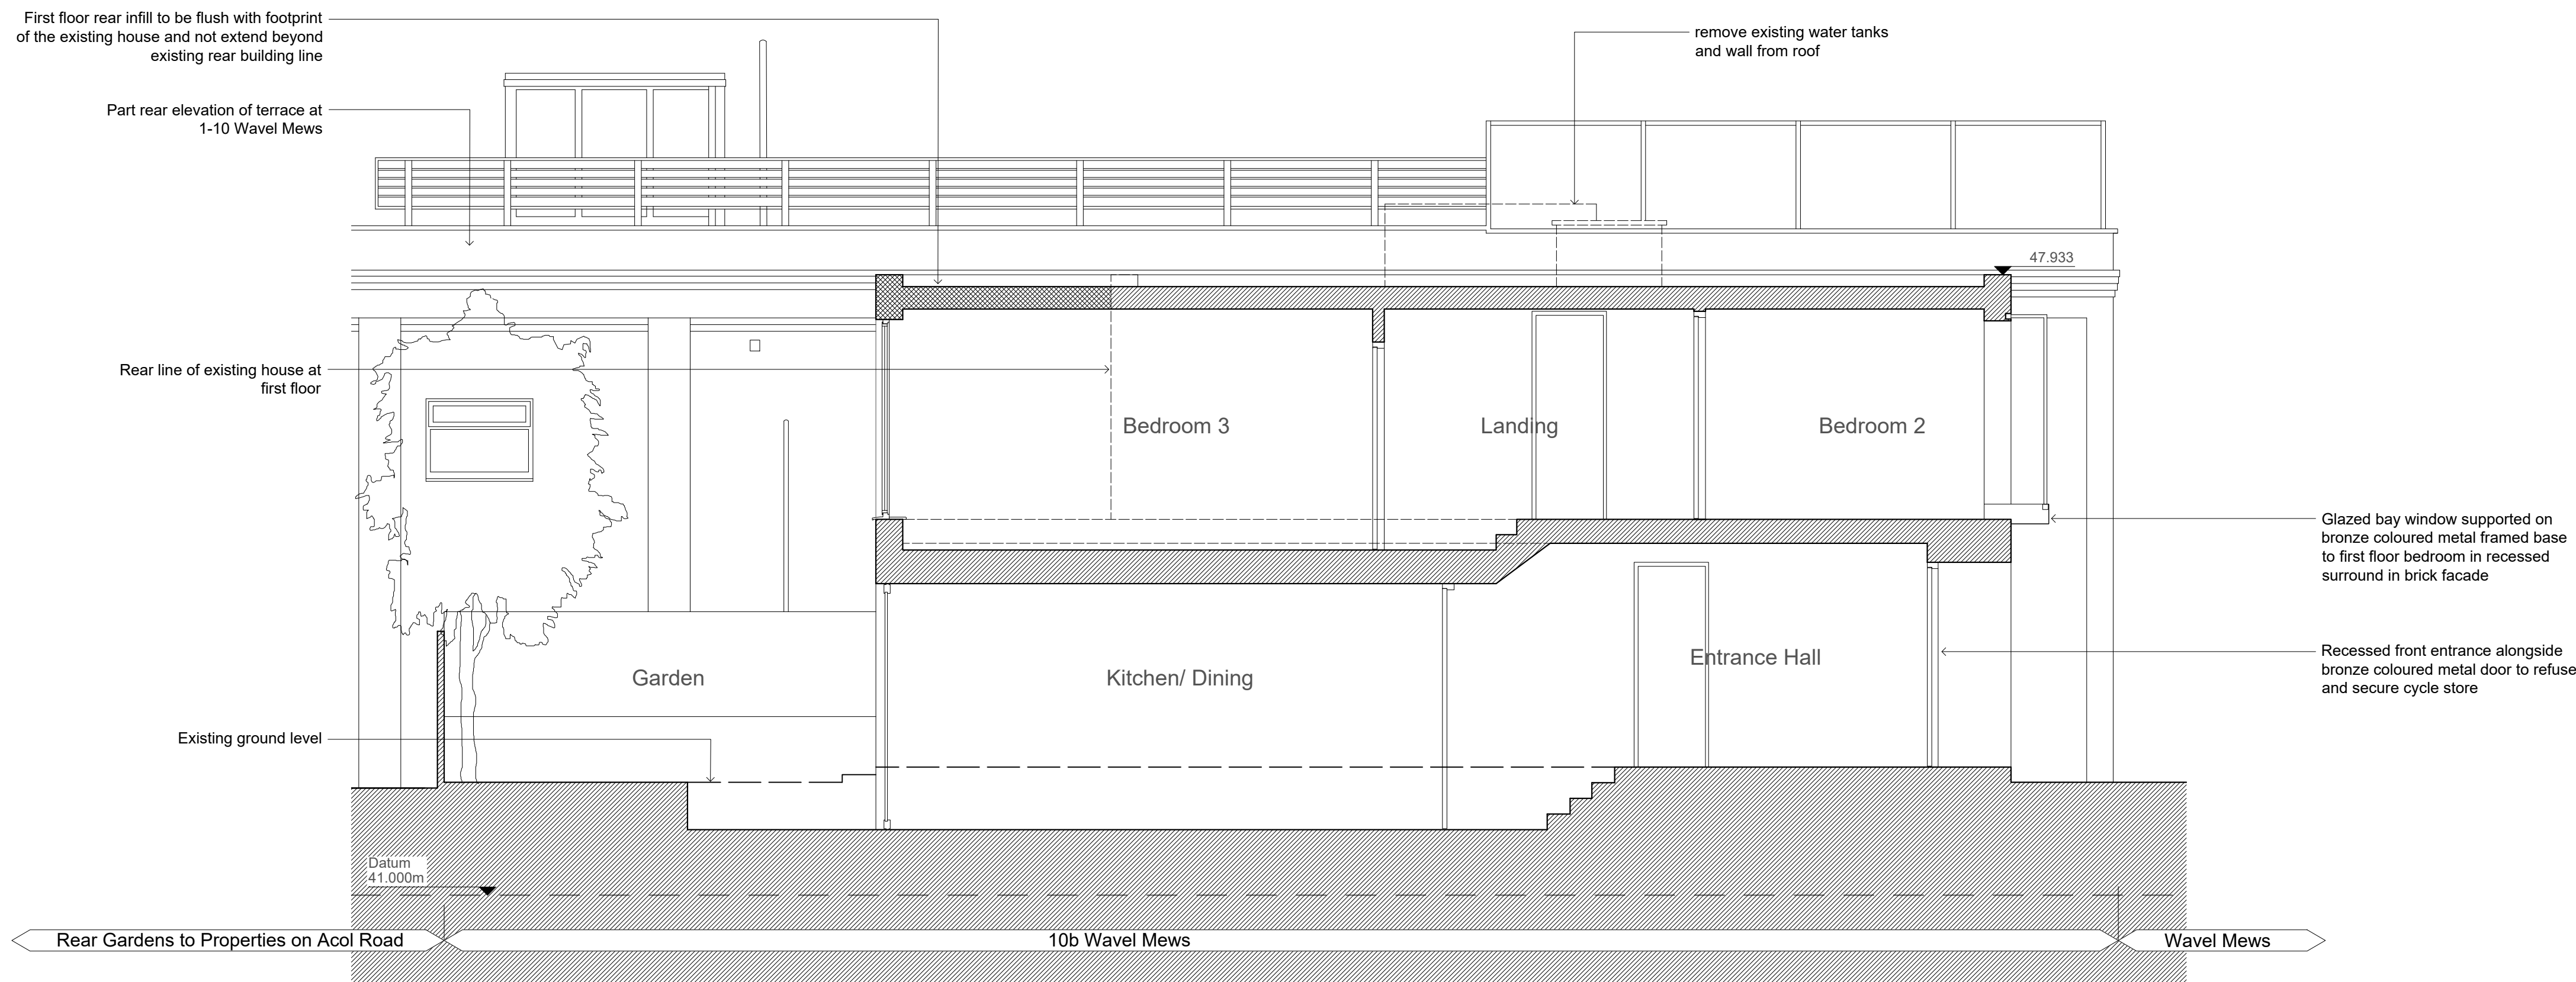 First floor rear infill to be flush with footprint
of the existing house and not extend beyond
existing rear building line
remove existing water tanks
and wall from roof
Part rear elevation of terrace at
1-10 Wavel Mews
47.933
Rear line of existing house at
first floor
Bedroom 3
Landing
Bedroom 2
Glazed bay window supported on
bronze coloured metal framed base
to first floor bedroom in recessed
surround in brick facade
Recessed front entrance alongside
bronze coloured metal door to refuse
and secure cycle store
Garden
Kitchen/ Dining
Entrance Hall
Existing ground level
Datum
41.000m
Rear Gardens to Properties on Acol Road
10b Wavel Mews
Wavel Mews